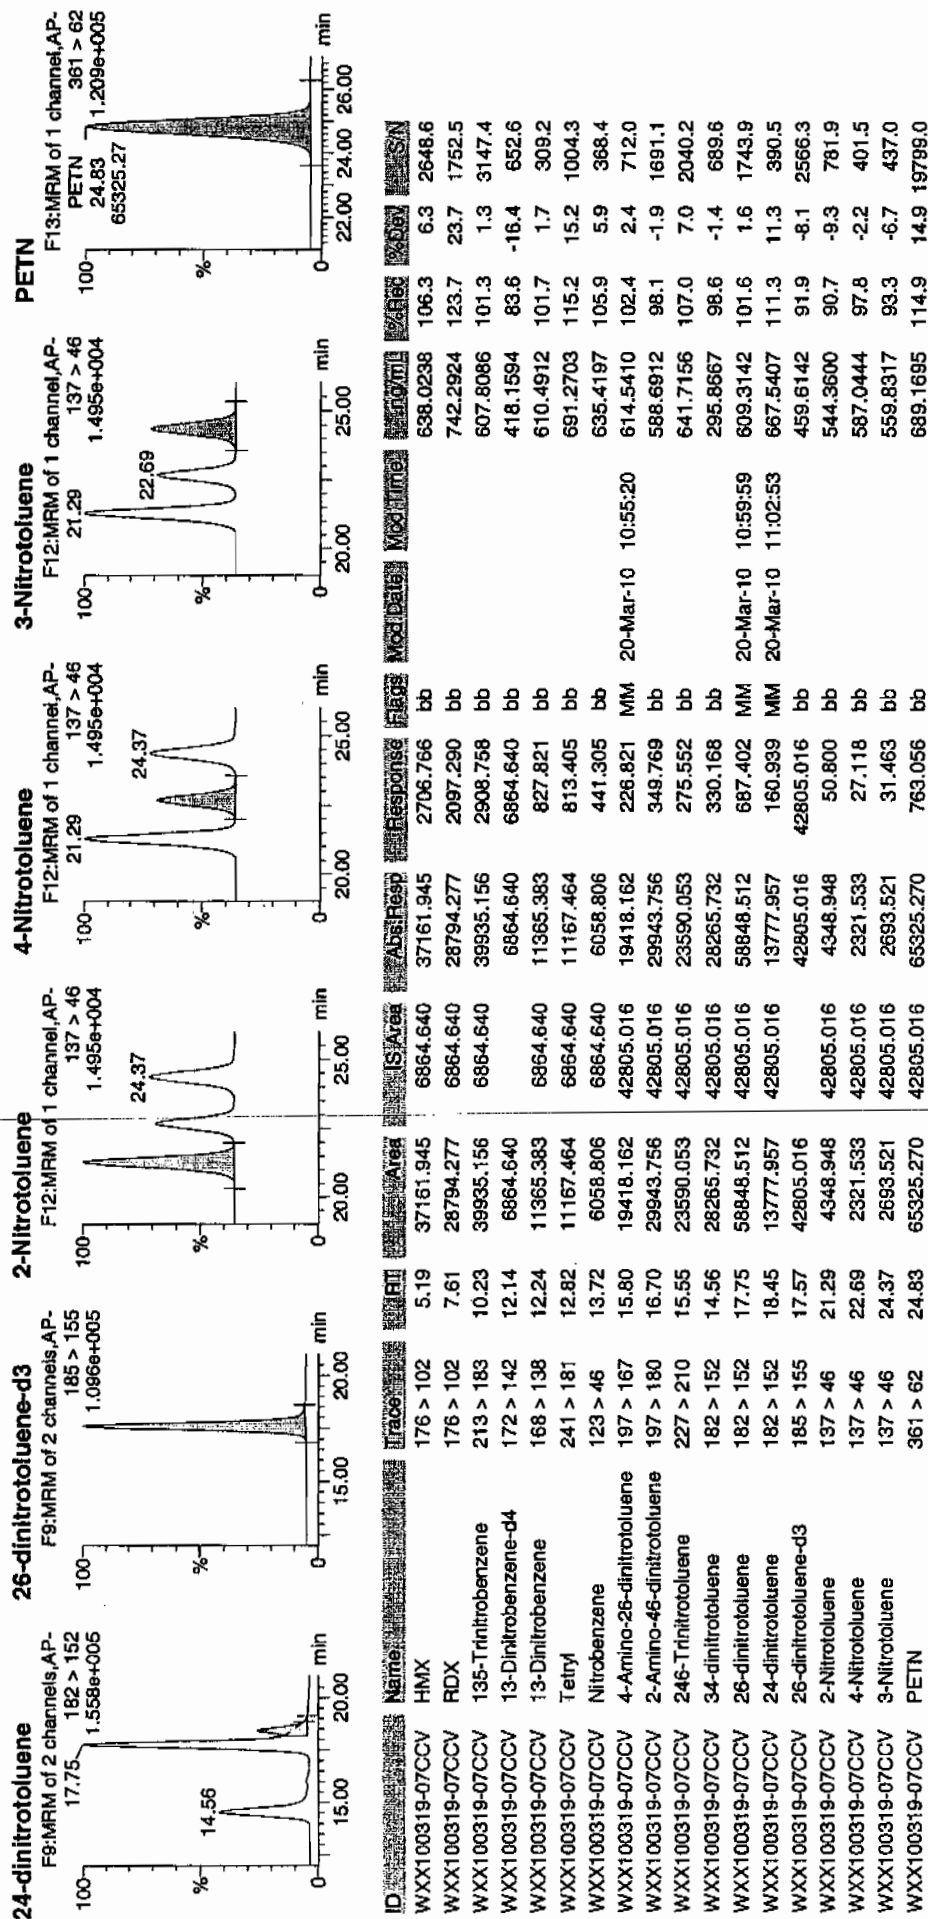 24-dinitrotoluene
F9:MRM of 2 channels,AP-
182 > 152
1.558e+005
17.75
100
14.56
%
0
15.00 20.00
min
26-dinitrotoluene-d3
F9:MRM of 2 channels,AP-
185 > 155
1.096e+005
100
%
0
15.00 20.00
min
2-Nitrotoluene
F12:MRM of 1 channel,AP-
137 > 46
1.495e+004
100
24.37
%
0
20.00 25.00
min
4-Nitrotoluene
F12:MRM of 1 channel,AP-
137 > 46
1.495e+004
21.29
100
24.37
%
0
20.00 25.00
min
3-Nitrotoluene
F12:MRM of 1 channel,AP-
137 > 46
1.495e+004
21.29
100
22.69
%
0
20.00 25.00
min
PETN
F13:MRM of 1 channel,AP-
361 > 62
1.209e+005
PETN
24.83
65325.27
100
%
0
22.00 24.00 26.00
min
ID Name Trace RT Area IS Area Abs.Resp Response Flags Mod.Date Mod.Time ng/mL %Rec %Dev S/N
WXX100319-07CCV HMX 176 > 102 5.19 37161.945 6864.640 37161.945 2706.766 bb 638.0238 106.3 6.3 2648.6
WXX100319-07CCV RDX 176 > 102 7.61 28794.277 6864.640 28794.277 2097.290 bb 742.2924 123.7 23.7 1752.5
WXX100319-07CCV 135-Trinitrobenzene 213 > 183 10.23 39935.156 6864.640 39935.156 2908.758 bb 607.8086 101.3 1.3 3147.4
WXX100319-07CCV 13-Dinitrobenzene-d4 172 > 142 12.14 6864.640 6864.640 6864.640 bb 418.1594 83.6 -16.4 652.6
WXX100319-07CCV 13-Dinitrobenzene 168 > 138 12.24 11365.383 6864.640 11365.383 827.821 bb 610.4912 101.7 1.7 309.2
WXX100319-07CCV Tetryl 241 > 181 12.82 11167.464 6864.640 11167.464 813.405 bb 691.2703 115.2 15.2 1004.3
WXX100319-07CCV Nitrobenzene 123 > 46 13.72 6058.806 6864.640 6058.806 441.305 bb 635.4197 105.9 5.9 368.4
WXX100319-07CCV 4-Amino-26-dinitrotoluene 197 > 167 15.80 19418.162 42805.016 19418.162 226.821 MM 20-Mar-10 10:55:20 614.5410 102.4 2.4 712.0
WXX100319-07CCV 2-Amino-46-dinitrotoluene 197 > 180 16.70 29943.756 42805.016 29943.756 349.769 bb 588.6912 98.1 -1.9 1691.1
WXX100319-07CCV 246-Trinitrotoluene 227 > 210 15.55 23590.053 42805.016 23590.053 275.552 bb 641.7156 107.0 7.0 2040.2
WXX100319-07CCV 34-dinitrotoluene 182 > 152 14.56 28265.732 42805.016 28265.732 330.168 bb 295.8667 98.6 -1.4 689.6
WXX100319-07CCV 26-dinitrotoluene 182 > 152 17.75 58848.512 42805.016 58848.512 687.402 MM 20-Mar-10 10:59:59 609.3142 101.6 1.6 1743.9
WXX100319-07CCV 24-dinitrotoluene 182 > 152 18.45 13777.957 42805.016 13777.957 160.939 MM 20-Mar-10 11:02:53 667.5407 111.3 11.3 390.5
WXX100319-07CCV 26-dinitrotoluene-d3 185 > 155 17.57 42805.016 42805.016 42805.016 bb 459.6142 91.9 -8.1 2566.3
WXX100319-07CCV 2-Nitrotoluene 137 > 46 21.29 4348.948 42805.016 4348.948 50.800 bb 544.3600 90.7 -9.3 781.9
WXX100319-07CCV 4-Nitrotoluene 137 > 46 22.69 2321.533 42805.016 2321.533 27.118 bb 587.0444 97.8 -2.2 401.5
WXX100319-07CCV 3-Nitrotoluene 137 > 46 24.37 2693.521 42805.016 2693.521 31.463 bb 559.8317 93.3 -6.7 437.0
WXX100319-07CCV PETN 361 > 62 24.83 65325.270 42805.016 65325.270 763.056 bb 689.1695 114.9 14.9 19799.0